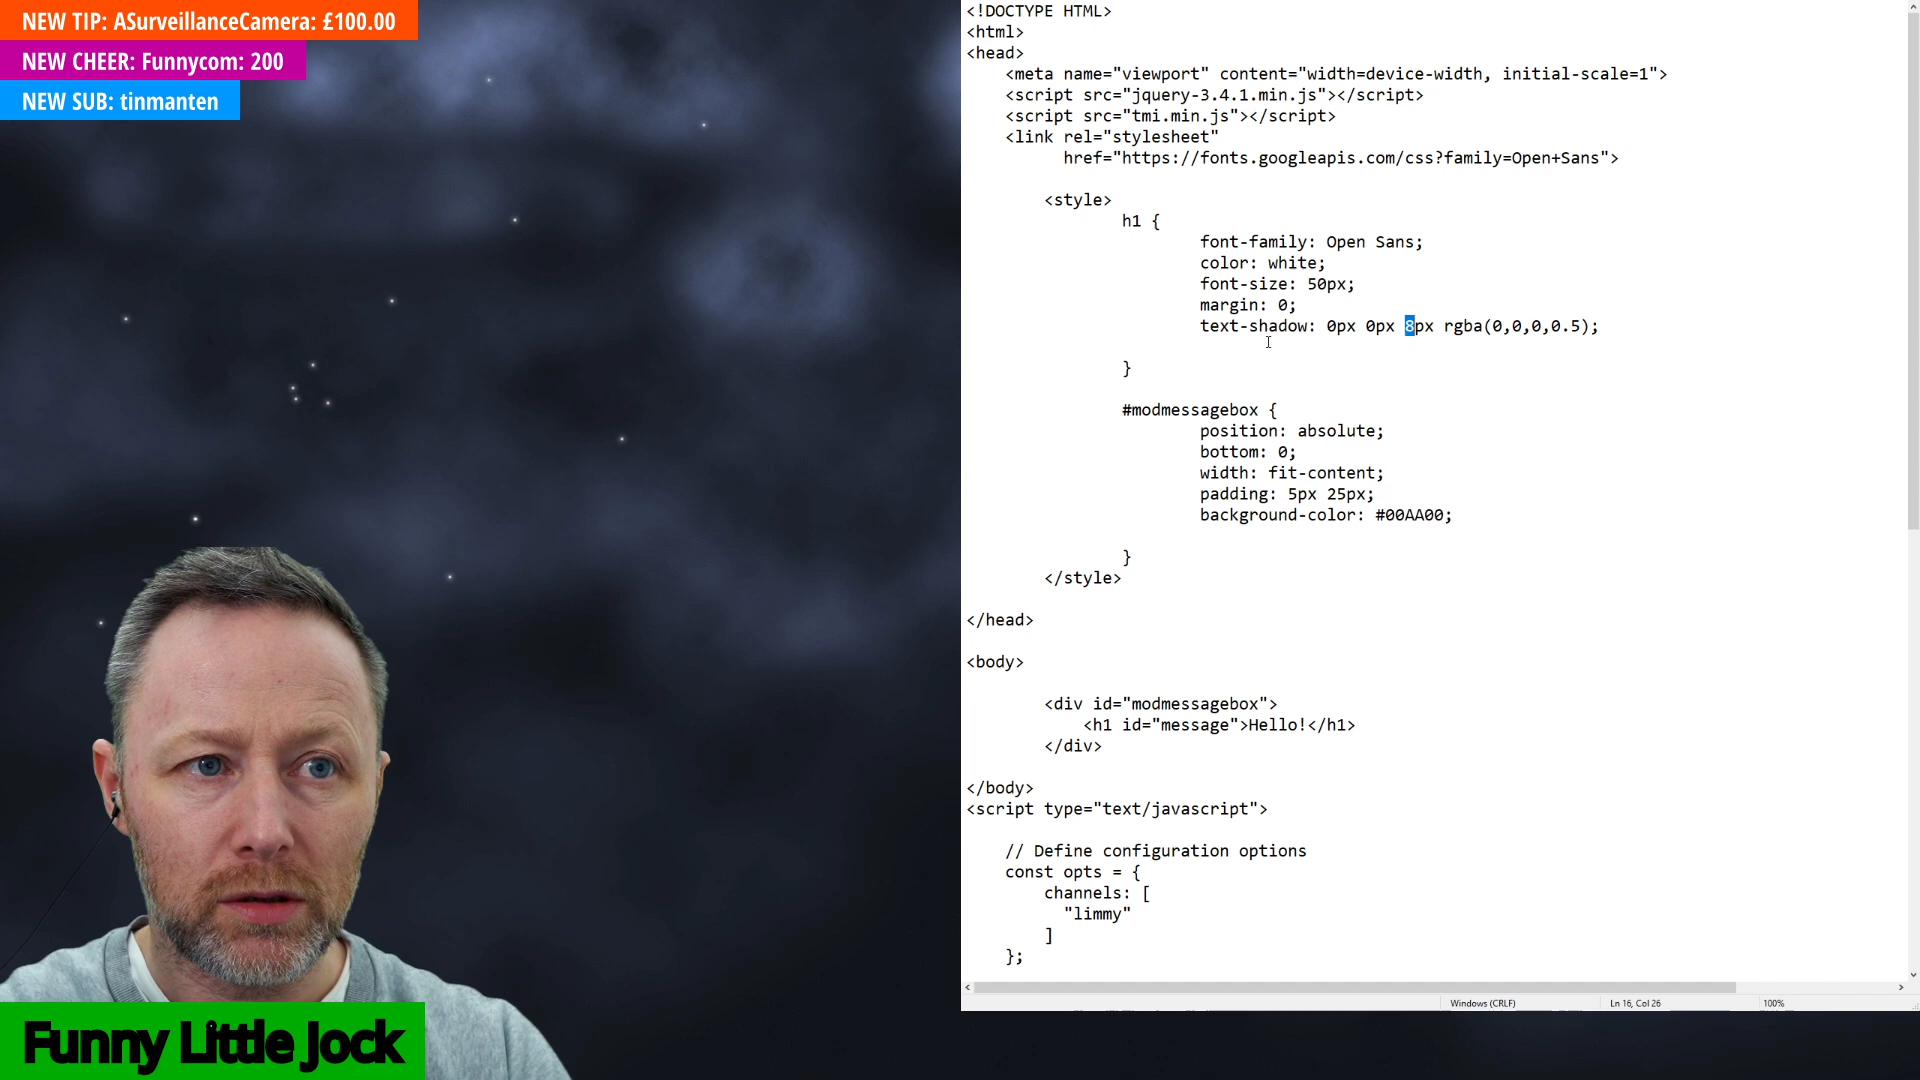 NEW TIP: ASurveillanceCamera: £100.00
NEW CHEER: Funnycom: 200
NEW SUB: tinmanten
<!DOCTYPE HTML>
<html>
<head>
<meta name="viewport" content="width=device-width, initial-scale=1">
<script src="jquery-3.4.1.min.js"></script>
<script src="tmi.min.js"></script>
<link rel="stylesheet"
href="https://fonts.googleapis.com/css?family=Open+Sans">
<style>
h1 {
font-family: Open Sans;
color: white;
font-size: 50px;
margin: 0;
text-shadow: 0px 0px 8px rgba(0,0,0,0.5);
}
#modmessagebox {
position: absolute;
bottom: 0;
width: fit-content;
padding: 5px 25px;
background-color: #00AA00;
}
</style>
</head>
<body>
<div id="modmessagebox">
<h1 id="message">Hello!</h1>
</div>
</body>
<script type="text/javascript">
// Define configuration options
const opts = {
channels: [
"limmy"
]
};
Windows (CRLF)
Ln 16, Col 26
100%
Funny Little Jock